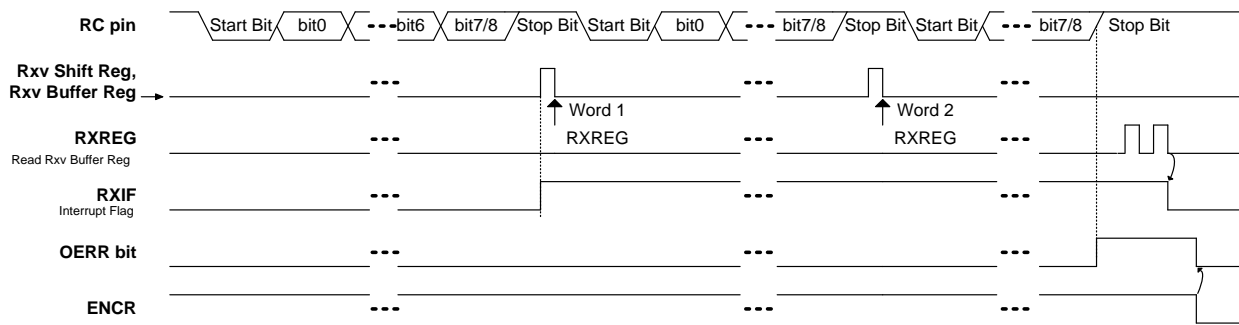 RC pin Start Bit bit0 bit6 bit7/8 Stop Bit Start Bit bit0 bit7/8 Stop Bit Start Bit bit7/8 Stop Bit
Rxv Shift Reg,
Rxv Buffer Reg
Word 1 Word 2
RXREG RXREG RXREG
Read Rxv Buffer Reg
RXIF
Interrupt Flag
OERR bit
ENCR